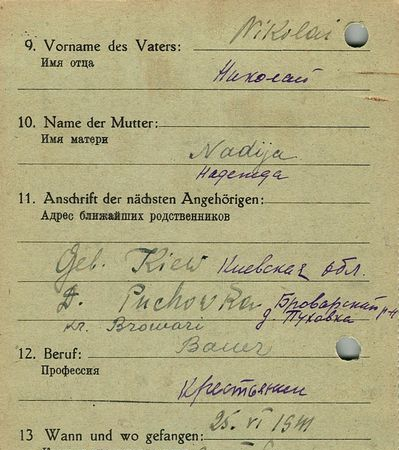 Nikolai
9. Vorname des Vaters:
Имя отца
Николай
10. Name der Mutter:
Имя матери
Nadija
Надежда
11. Anschrift der nächsten Angehörigen:
Адрес ближайших родственников
Geb. Kiew Киевская обл.
D. Puchowka Броварский р-н
д. Пуховка
Kr. Browari
Bauer
12. Beruf:
Профессия
Крестьянин
25. VI 1941
13 Wann und wo gefangen: